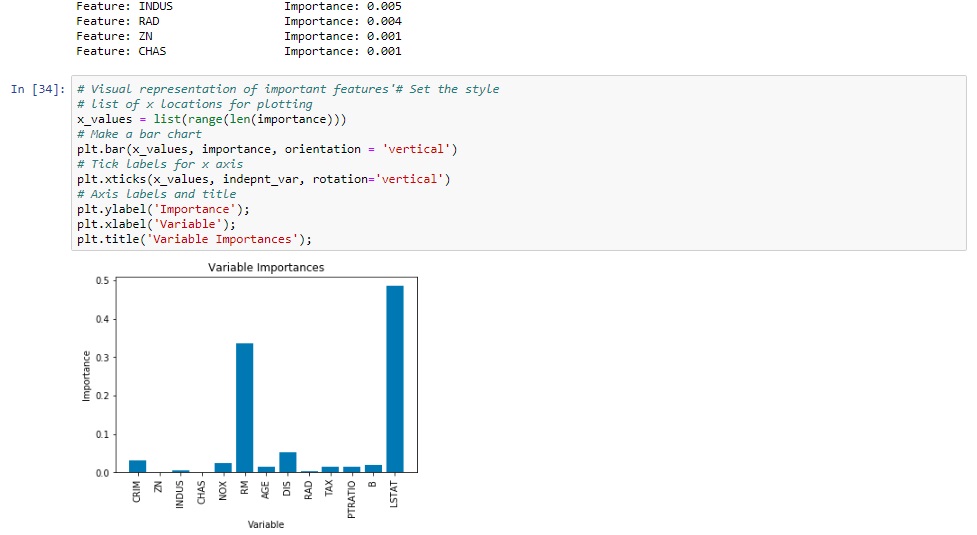 Feature: INDUS Importance: 0.005
Feature: RAD Importance: 0.004
Feature: ZN Importance: 0.001
Feature: CHAS Importance: 0.001
In [34]: # Visual representation of important features'# Set the style
# list of x locations for plotting
x_values = list(range(len(importance)))
# Make a bar chart
plt.bar(x_values, importance, orientation = 'vertical')
# Tick labels for x axis
plt.xticks(x_values, indepnt_var, rotation='vertical')
# Axis labels and title
plt.ylabel('Importance');
plt.xlabel('Variable');
plt.title('Variable Importances');
Variable Importances
0.5
0.4
0.3
0.2
0.1
0.0
Importance
CRIM
ZN
INDUS
CHAS
NOX
RM
AGE
DIS
RAD
TAX
PTRATIO
B
LSTAT
Variable